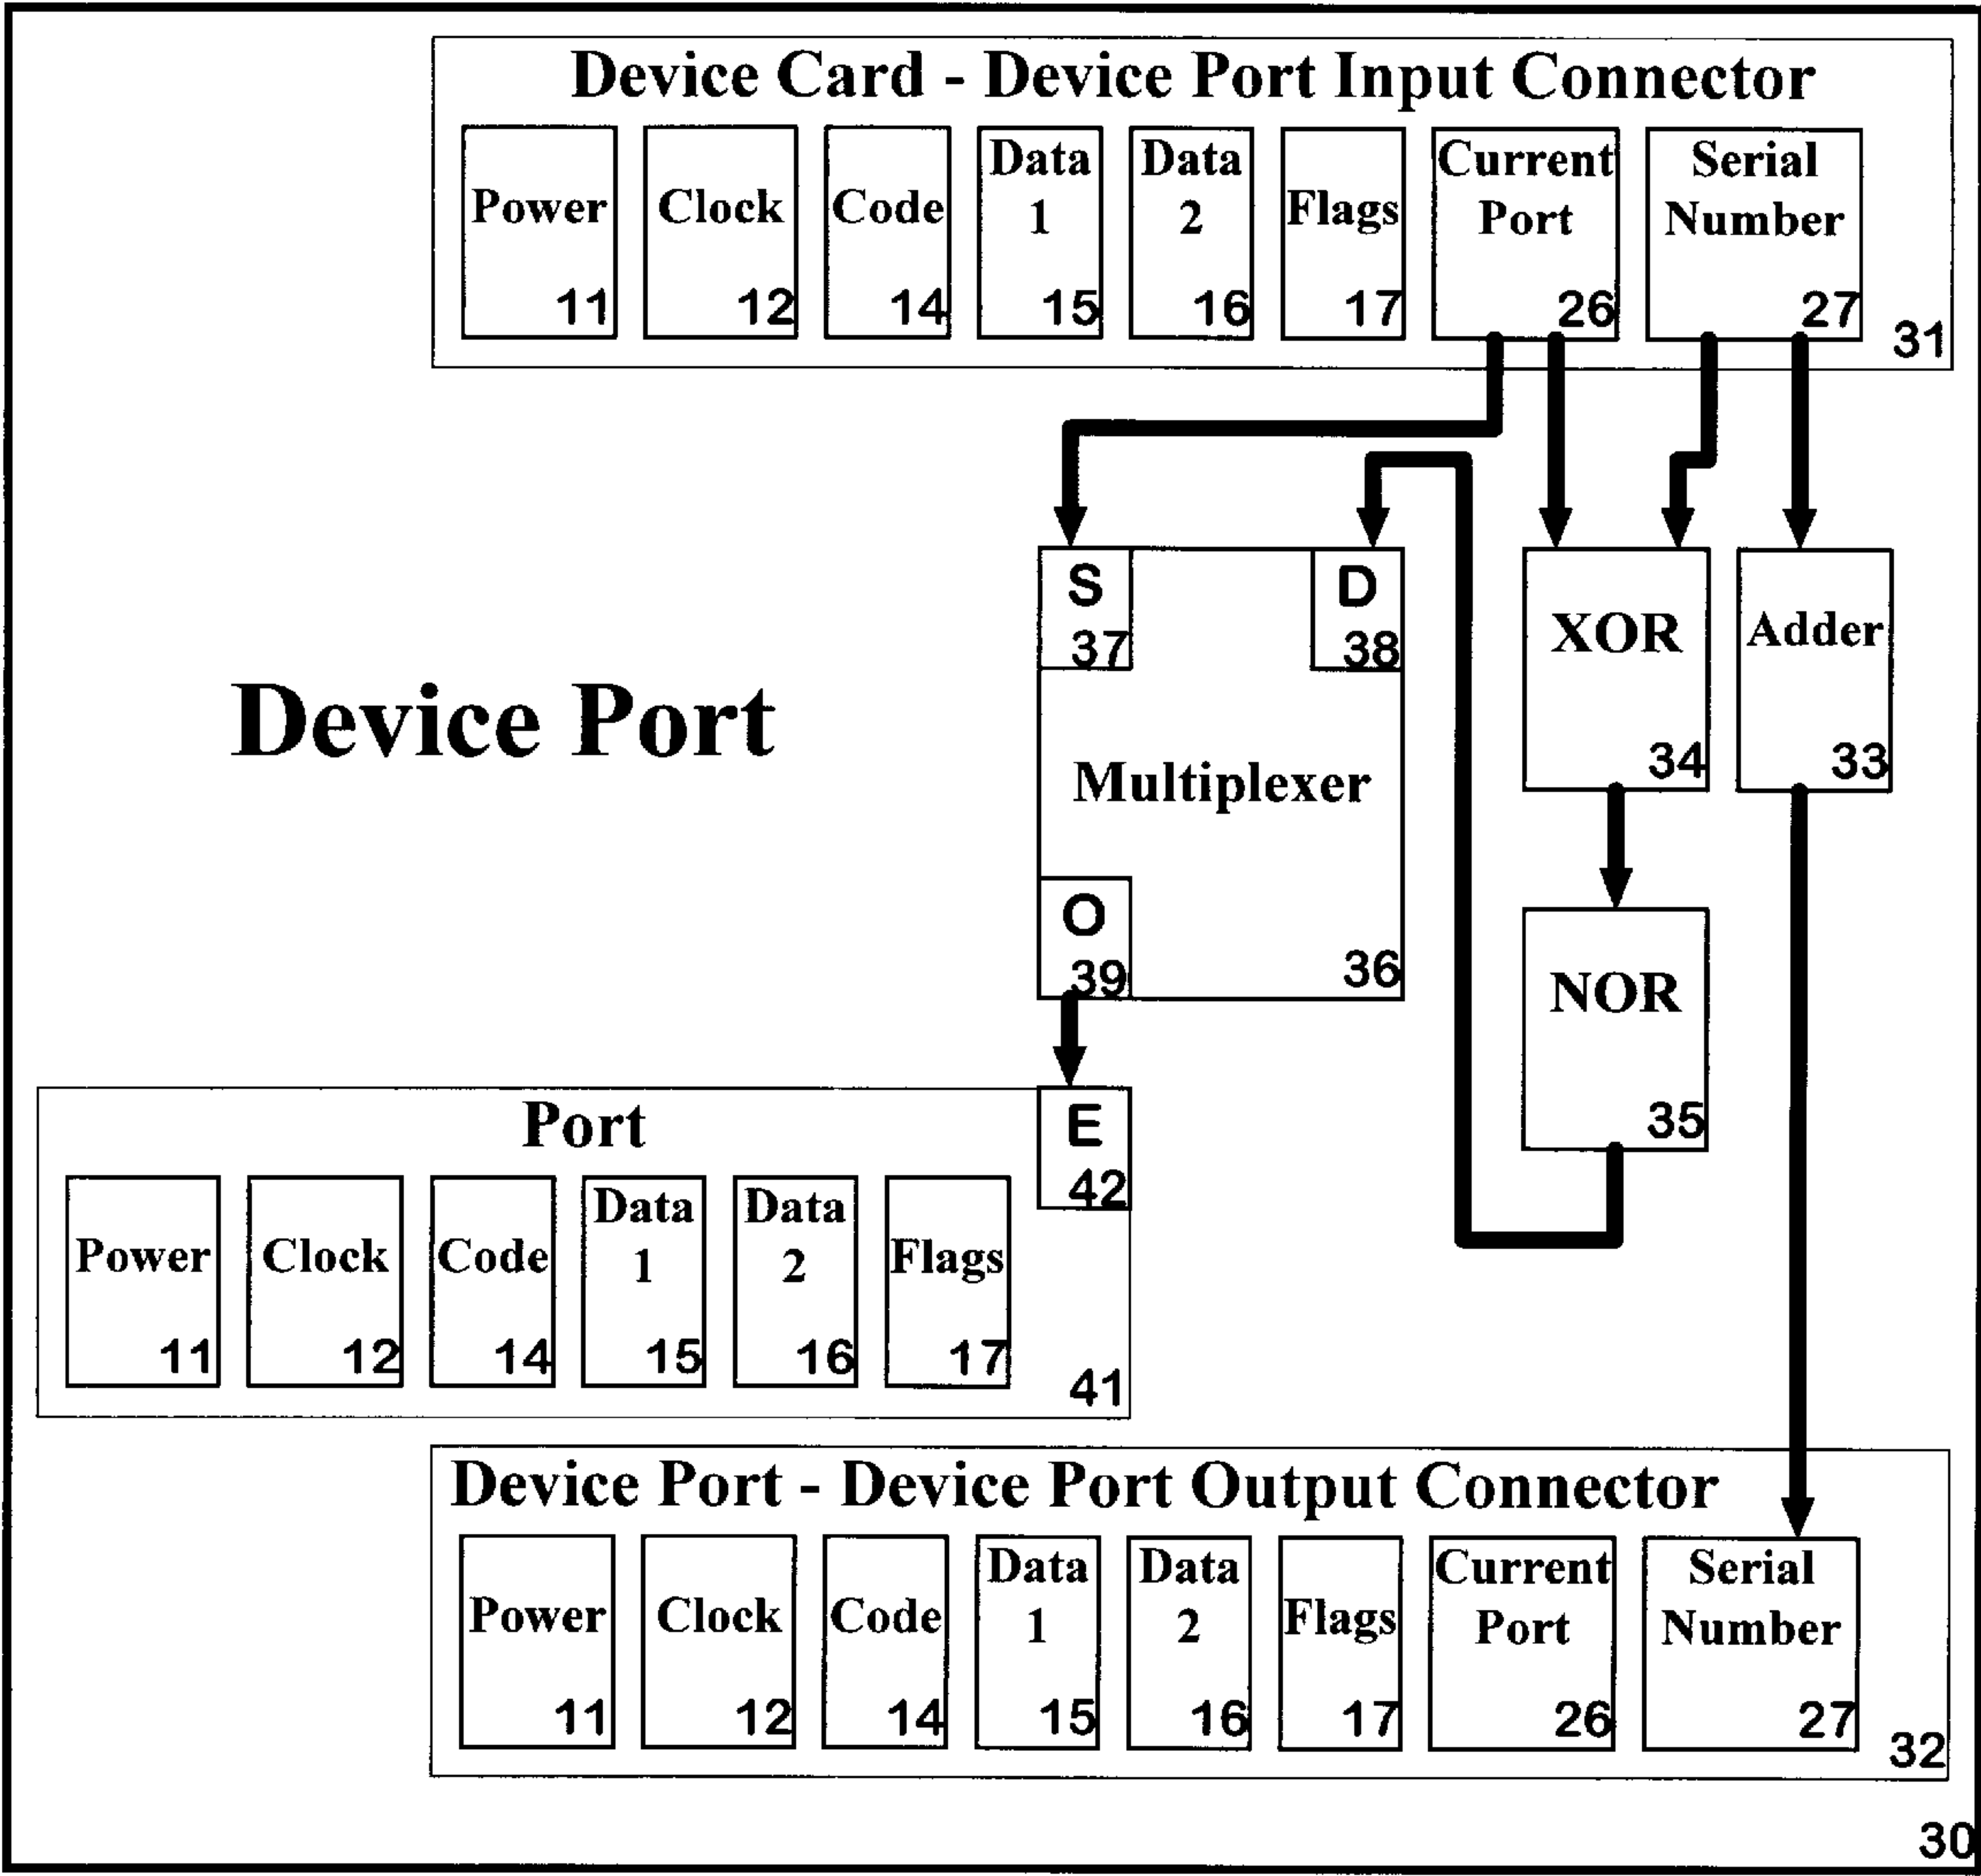 Device Card - Device Port Input Connector
Power
11
Clock
12
Code
14
Data
1
15
Data
2
16
Flags
17
Current
Port
26
Serial
Number
27
31
S
37
D
38
Multiplexer
O
39
36
XOR
34
Adder
33
NOR
35
Device Port
Port
E
42
Power
11
Clock
12
Code
14
Data
1
15
Data
2
16
Flags
17
41
Device Port - Device Port Output Connector
Power
11
Clock
12
Code
14
Data
1
15
Data
2
16
Flags
17
Current
Port
26
Serial
Number
27
32
30